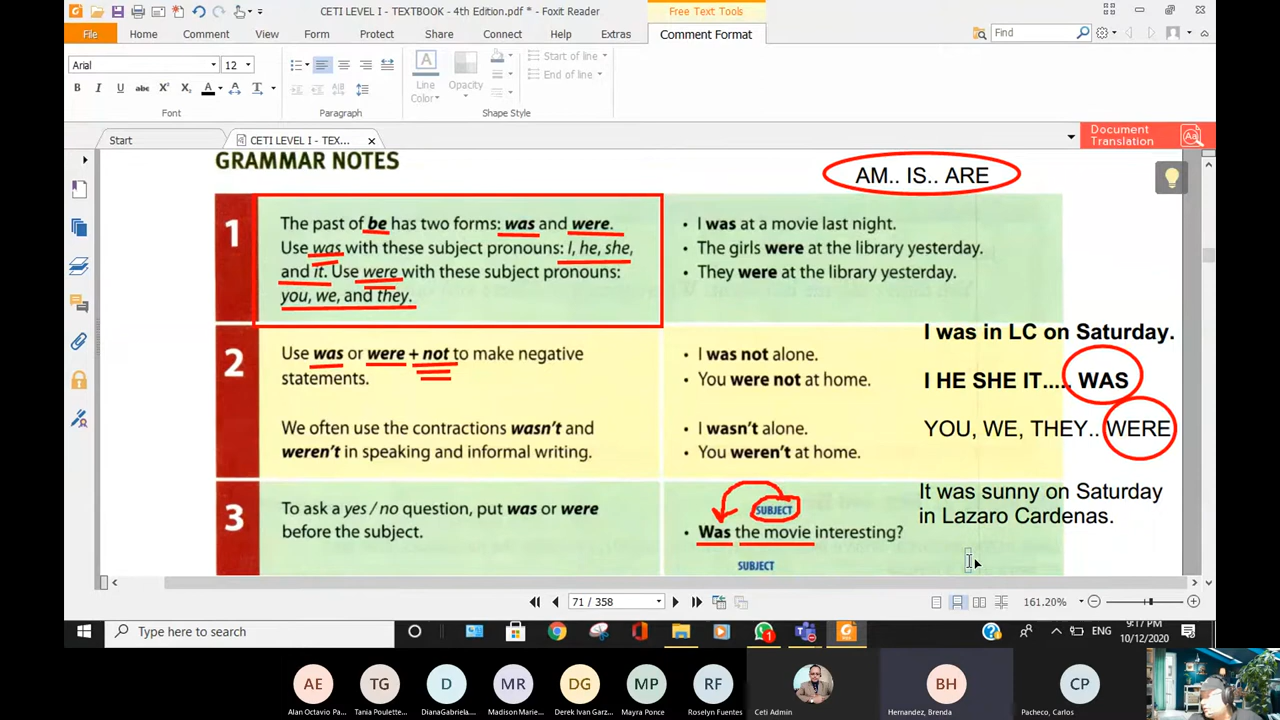 CETI LEVEL I - TEXTBOOK - 4th Edition.pdf * - Foxit Reader
Free Text Tools
File Home Comment View Form Protect Share Connect Help Extras Comment Format Find
Arial 12
Line Color Opacity Start of line
End of line
Font Paragraph Shape Style
Start CETI LEVEL I - TEX...
Document Translation
GRAMMAR NOTES
AM.. IS.. ARE
1
The past of be has two forms: was and were.
Use was with these subject pronouns: I, he, she,
and it. Use were with these subject pronouns:
you, we, and they.
• I was at a movie last night.
• The girls were at the library yesterday.
• They were at the library yesterday.
I was in LC on Saturday.
I HE SHE IT..... WAS
YOU, WE, THEY.. WERE
2
Use was or were + not to make negative
statements.
We often use the contractions wasn't and
weren't in speaking and informal writing.
• I was not alone.
• You were not at home.
• I wasn't alone.
• You weren't at home.
It was sunny on Saturday
in Lazaro Cardenas.
3
To ask a yes / no question, put was or were
before the subject.
SUBJECT
• Was the movie interesting?
SUBJECT
71 / 358
161.20%
Type here to search
ENG
9:17 PM
10/12/2020
AE TG D MR DG MP RF BH CP
Alan Octavio Pa... Tania Poulette... DianaGabriela... Madison Marie... Derek Ivan Garz... Mayra Ponce Roselyn Fuentes Ceti Admin Hernandez, Brenda Pacheco, Carlos